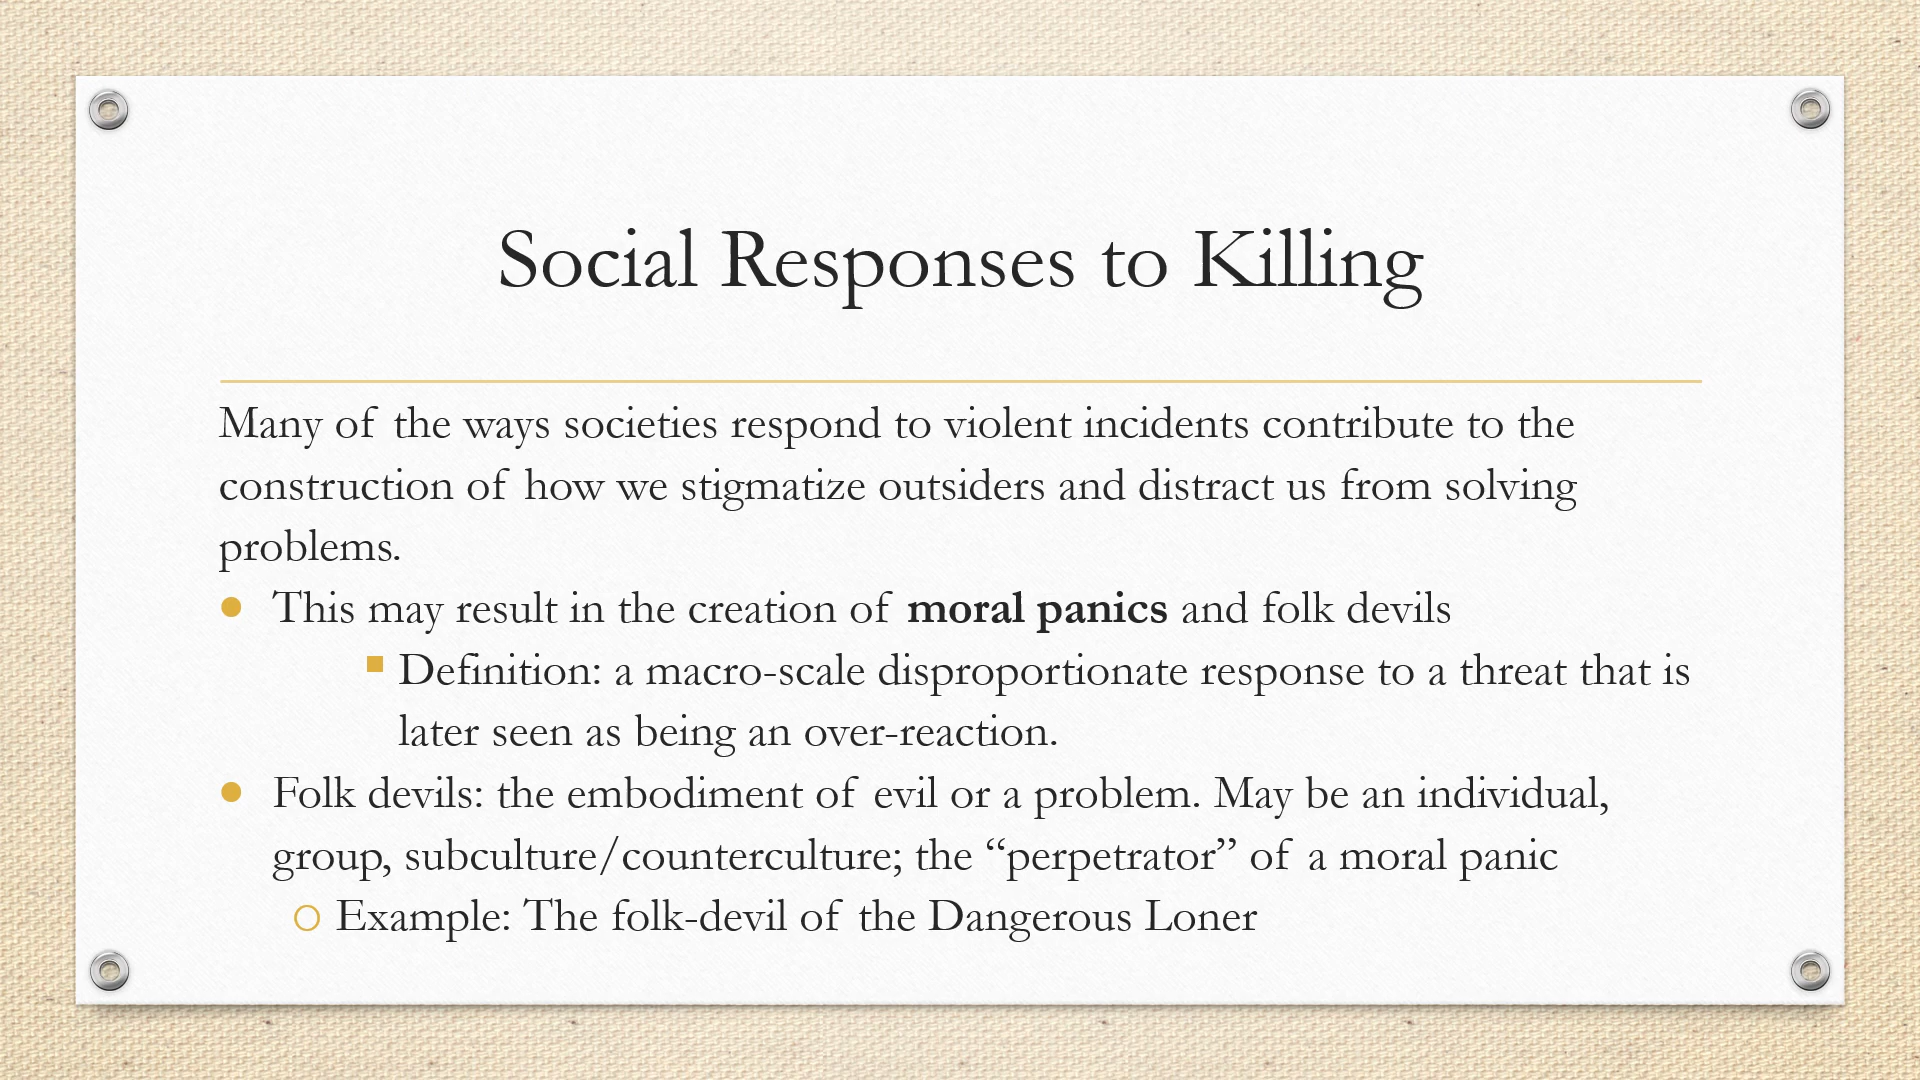 Social Responses to Killing
Many of the ways societies respond to violent incidents contribute to the
construction of how we stigmatize outsiders and distract us from solving
problems.
This may result in the creation of moral panics and folk devils
Definition: a macro-scale disproportionate response to a threat that is
later seen as being an over-reaction.
Folk devils: the embodiment of evil or a problem. May be an individual,
group, subculture/counterculture; the “perpetrator” of a moral panic
Example: The folk-devil of the Dangerous Loner